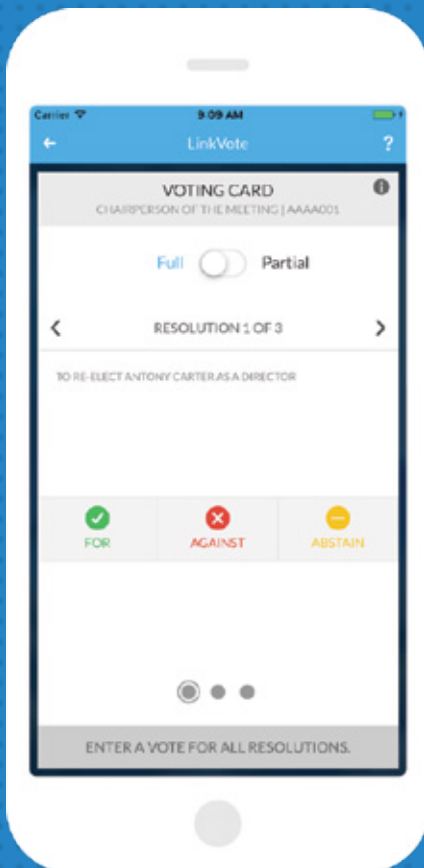 Carrier 9:09 AM
LinkVote ?
VOTING CARD
CHAIRPERSON OF THE MEETING | AAAA001
Full Partial
RESOLUTION 1 OF 3
TO RE-ELECT ANTONY CARTER AS A DIRECTOR
FOR AGAINST ABSTAIN
ENTER A VOTE FOR ALL RESOLUTIONS.